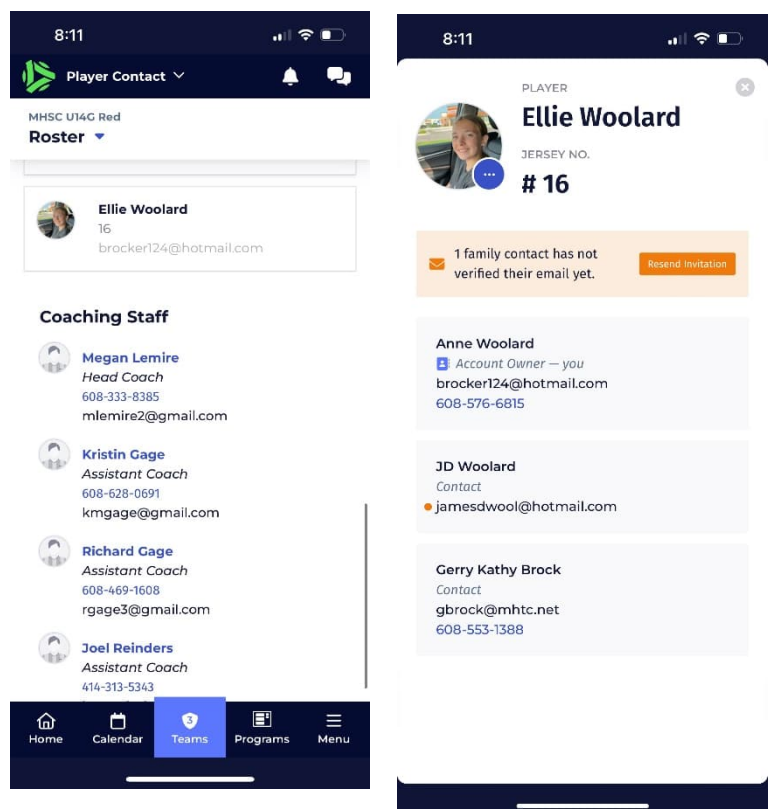 8:11
Player Contact
MHSC U14G Red
Roster
Ellie Woolard
16
brocker124@hotmail.com
Coaching Staff
Megan Lemire
Head Coach
608-333-8385
mlemire2@gmail.com
Kristin Gage
Assistant Coach
608-628-0691
kmgage@gmail.com
Richard Gage
Assistant Coach
608-469-1608
rgage3@gmail.com
Joel Reinders
Assistant Coach
414-313-5343
3
Home Calendar Teams Programs Menu
8:11
PLAYER
Ellie Woolard
JERSEY NO.
# 16
1 family contact has not
verified their email yet.
Resend Invitation
Anne Woolard
Account Owner — you
brocker124@hotmail.com
608-576-6815
JD Woolard
Contact
jamesdwool@hotmail.com
Gerry Kathy Brock
Contact
gbrock@mhtc.net
608-553-1388